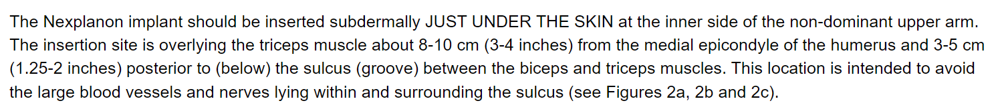 The Nexplanon implant should be inserted subdermally JUST UNDER THE SKIN at the inner side of the non-dominant upper arm.
The insertion site is overlying the triceps muscle about 8-10 cm (3-4 inches) from the medial epicondyle of the humerus and 3-5 cm
(1.25-2 inches) posterior to (below) the sulcus (groove) between the biceps and triceps muscles. This location is intended to avoid
the large blood vessels and nerves lying within and surrounding the sulcus (see Figures 2a, 2b and 2c).